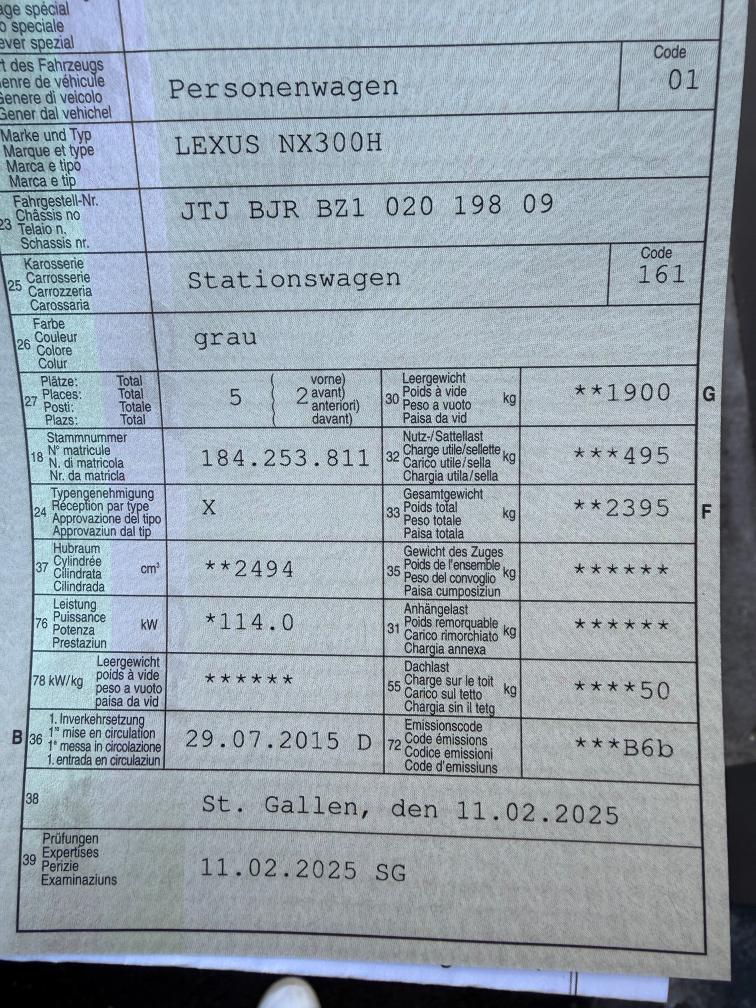 age spécial
o speciale
ever spezial
rt des Fahrzeugs
enre de véhicule
Genere di veicolo
Gener dal vehichel
Personenwagen
Code
01
Marke und Typ
Marque et type
Marca e tipo
Marca e tip
LEXUS NX300H
23
Fahrgestell-Nr.
Châssis no
Telaio n.
Schassis nr.
JTJ BJR BZ1 020 198 09
25
Karosserie
Carrosserie
Carrozzeria
Carossaria
Stationswagen
Code
161
26
Farbe
Couleur
Colore
Colur
grau
27
Plätze: Total
Places: Total
Posti: Totale
Plazs: Total
5
2
vorne)
avant)
anteriori)
davant)
30
Leergewicht
Poids à vide
Peso a vuoto
Paisa da vid
kg
**1900
G
18
Stammnummer
N° matricule
N. di matricola
Nr. da matricla
184.253.811
32
Nutz-/Sattellast
Charge utile/sellette
Carico utile/sella
Chargia utila/sella
kg
***495
24
Typengenehmigung
Réception par type
Approvazione del tipo
Approvaziun dal tip
X
33
Gesamtgewicht
Poids total
Peso totale
Paisa totala
kg
**2395
F
37
Hubraum
Cylindrée
Cilindrata
Cilindrada
cm³
**2494
35
Gewicht des Zuges
Poids de l'ensemble
Peso del convoglio
Paisa cumposiziun
kg
******
76
Leistung
Puissance
Potenza
Prestaziun
kW
*114.0
31
Anhängelast
Poids remorquable
Carico rimorchiato
Chargia annexa
kg
******
78 kW/kg
Leergewicht
poids à vide
peso a vuoto
paisa da vid
******
55
Dachlast
Charge sur le toit
Carico sul tetto
Chargia sin il tetg
kg
****50
B
36
1. Inverkehrsetzung
1re mise en circulation
1a messa in circolazione
1. entrada en circulaziun
29.07.2015 D
72
Emissionscode
Code émissions
Codice emissioni
Code d'emissiuns
***B6b
38
St. Gallen, den 11.02.2025
39
Prüfungen
Expertises
Perizie
Examinaziuns
11.02.2025 SG